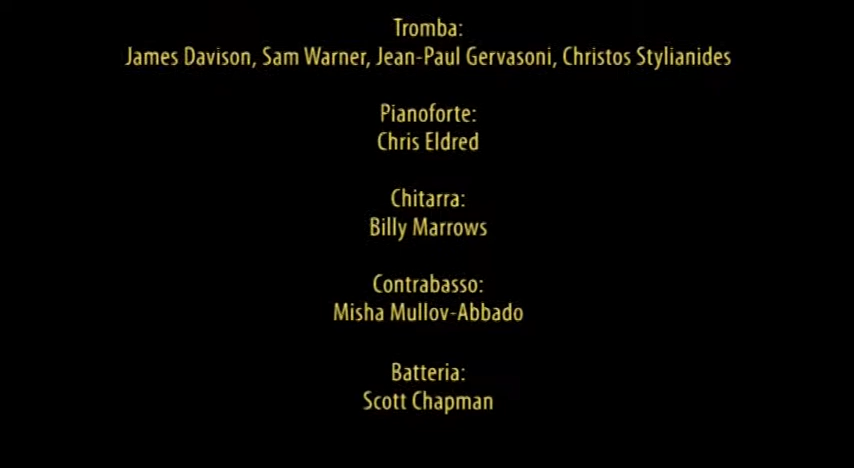 Tromba:
James Davison, Sam Warner, Jean-Paul Gervasoni, Christos Stylianides
Pianoforte:
Chris Eldred
Chitarra:
Billy Marrows
Contrabasso:
Misha Mullov-Abbado
Batteria:
Scott Chapman